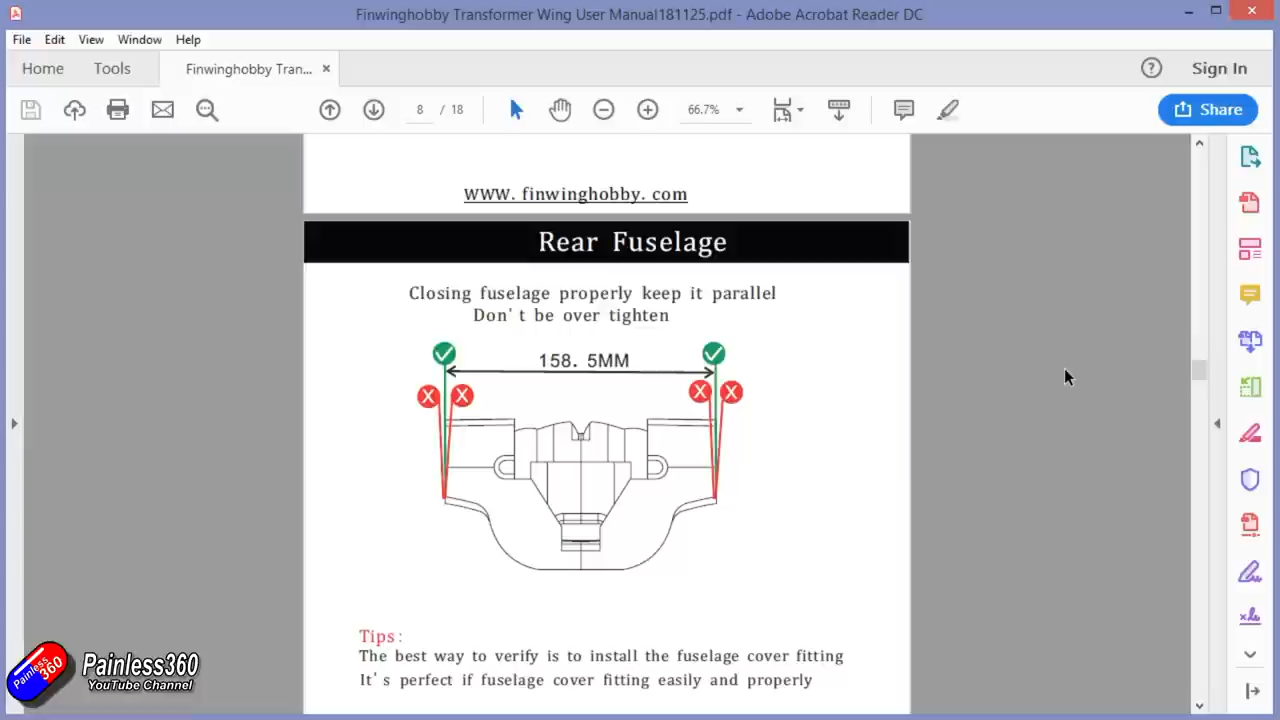 Finwinghobby Transformer Wing User Manual181125.pdf - Adobe Acrobat Reader DC
File Edit View Window Help
Home Tools Finwinghobby Tran... × Sign In
8 / 18 66.7% Share
WWW. finwinghobby. com
Rear Fuselage
Closing fuselage properly keep it parallel
Don't be over tighten
158. 5MM
X X X X
Tips:
The best way to verify is to install the fuselage cover fitting
It's perfect if fuselage cover fitting easily and properly
Painless 360
Painless360
YouTube Channel